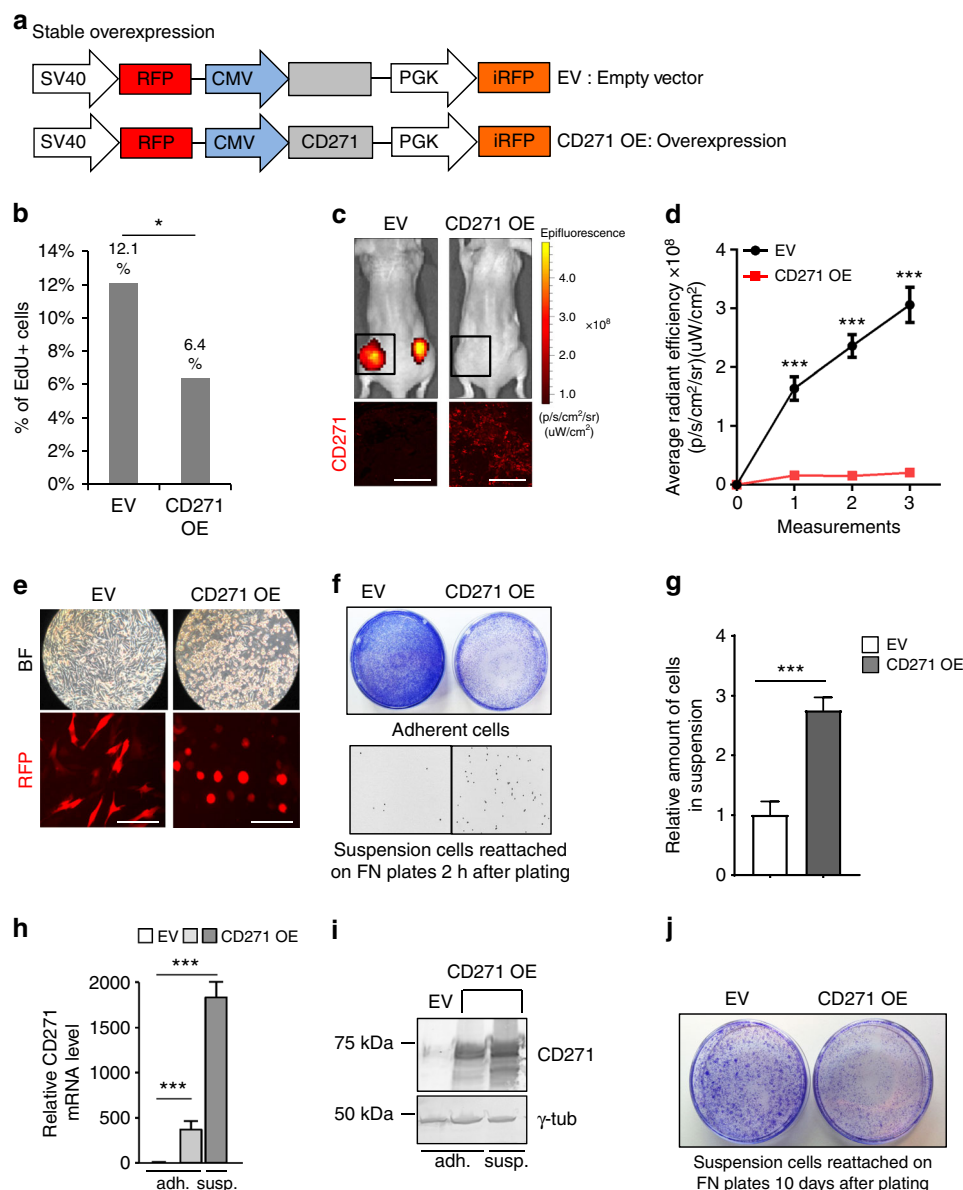 a
Stable overexpression
SV40 RFP CMV PGK iRFP EV : Empty vector
SV40 RFP CMV CD271 PGK iRFP CD271 OE: Overexpression
b
*
14%
12%
10%
8%
6%
4%
2%
0%
% of EdU+ cells
12.1
%
6.4
%
EV
CD271
OE
c
EV CD271 OE
Epifluorescence
4.0
3.0
×10⁸
2.0
1.0
(p/s/cm²/sr)
(uW/cm²)
CD271
d
EV
CD271 OE
Average radiant efficiency ×10⁸
(p/s/cm²/sr)(uW/cm²)
4
3
2
1
0
***
***
***
0 1 2 3
Measurements
e
EV CD271 OE
BF
RFP
f
EV CD271 OE
Adherent cells
Suspension cells reattached
on FN plates 2 h after plating
g
EV
CD271 OE
***
Relative amount of cells
in suspension
4
3
2
1
0
h
EV CD271 OE
***
***
Relative CD271
mRNA level
2000
1500
1000
500
0
adh. susp.
i
CD271 OE
EV
75 kDa
CD271
50 kDa
γ-tub
adh. susp.
j
EV CD271 OE
Suspension cells reattached on
FN plates 10 days after plating